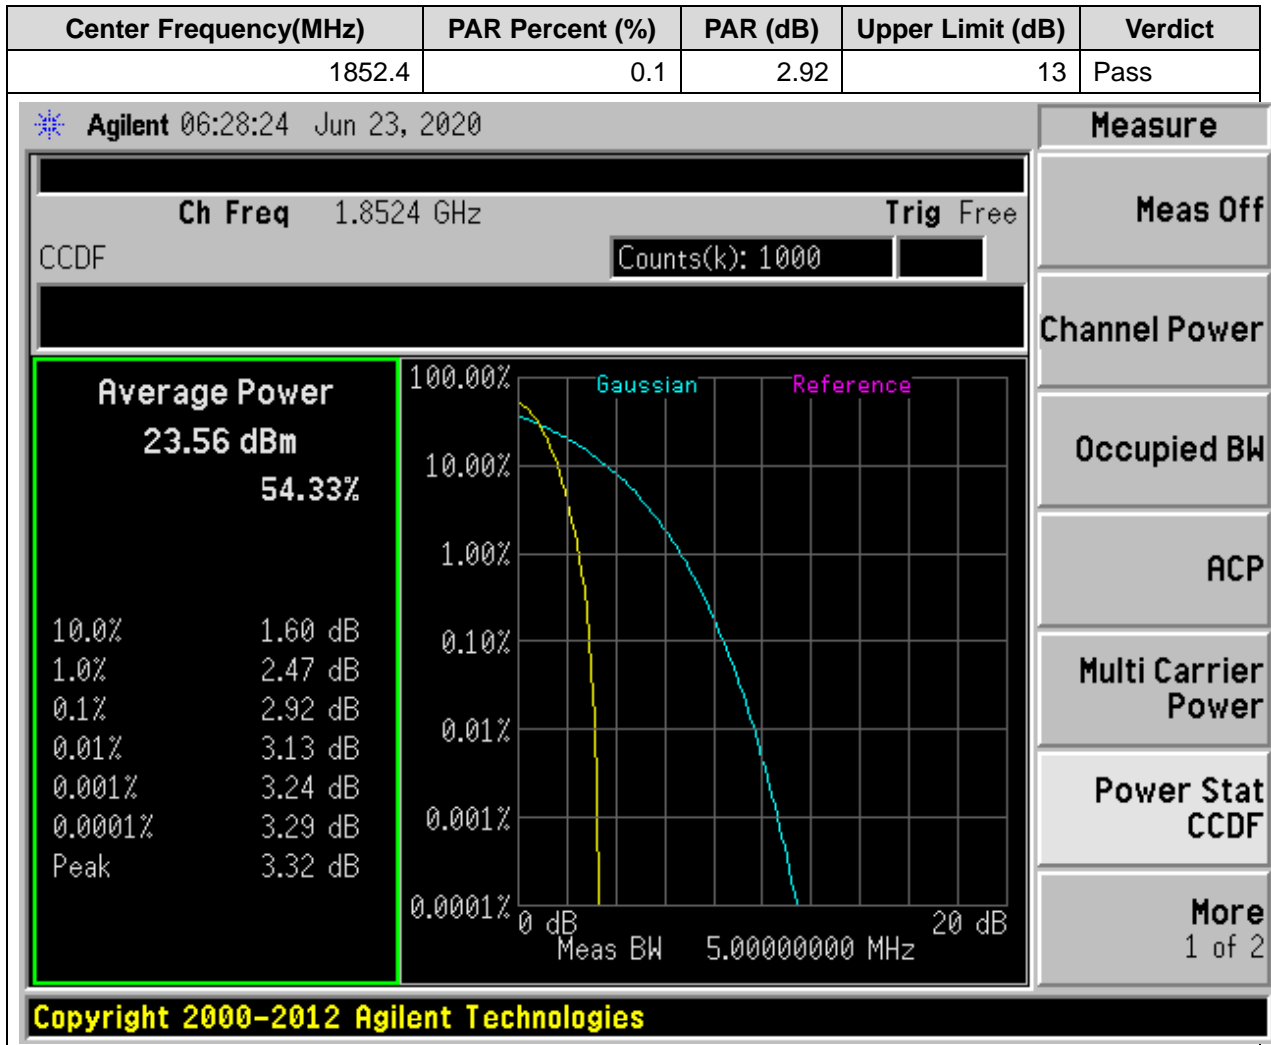 Center Frequency(MHz) PAR Percent (%) PAR (dB) Upper Limit (dB) Verdict
1852.4 0.1 2.92 13 Pass
Agilent 06:28:24 Jun 23, 2020
Measure
Ch Freq 1.8524 GHz Trig Free
CCDF Counts(k): 1000
Meas Off
Channel Power
Occupied BW
ACP
Multi Carrier
Power
Power Stat
CCDF
More
1 of 2
Average Power
23.56 dBm
54.33%
10.0% 1.60 dB
1.0% 2.47 dB
0.1% 2.92 dB
0.01% 3.13 dB
0.001% 3.24 dB
0.0001% 3.29 dB
Peak 3.32 dB
Gaussian Reference
100.00%
10.00%
1.00%
0.10%
0.01%
0.001%
0.0001%
0 dB 20 dB
Meas BW 5.00000000 MHz
Copyright 2000-2012 Agilent Technologies